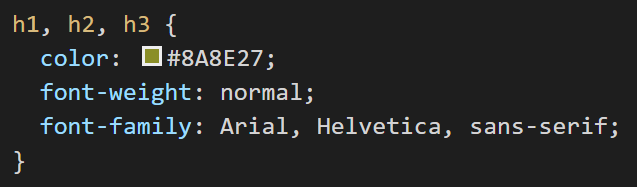 h1, h2, h3 {
  color: #8A8E27;
  font-weight: normal;
  font-family: Arial, Helvetica, sans-serif;
}